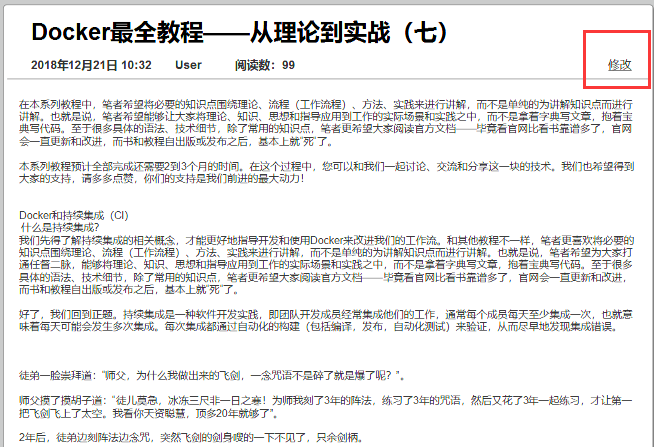 Docker最全教程——从理论到实战（七）
2018年12月21日 10:32 User 阅读数：99 修改
在本系列教程中，笔者希望将必要的知识点围绕理论、流程（工作流程）、方法、实践来进行讲解，而不是单纯的为讲解知识点而进行
讲解。也就是说，笔者希望能够让大家将理论、知识、思想和指导应用到工作的实际场景和实践之中，而不是拿着字典写文章，抱着宝
典写代码。至于很多具体的语法、技术细节，除了常用的知识点，笔者更希望大家阅读官方文档——毕竟看官网比看书靠谱多了，官网
会一直更新和改进，而书和教程自出版或发布之后，基本上就“死”了。
本系列教程预计全部完成还需要2到3个月的时间。在这个过程中，您可以和我们一起讨论、交流和分享这一块的技术。我们也希望得到
大家的支持，请多多点赞，你们的支持是我们前进的最大动力！
Docker和持续集成（CI）
什么是持续集成？
我们先得了解持续集成的相关概念，才能更好地指导开发和使用Docker来改进我们的工作流。和其他教程不一样，笔者更喜欢将必要的
知识点围绕理论、流程（工作流程）、方法、实践来进行讲解，而不是单纯的为讲解知识点而进行讲解。也就是说，笔者希望为大家打
通任督二脉，能够将理论、知识、思想和指导应用到工作的实际场景和实践之中，而不是拿着字典写文章，抱着宝典写代码。至于很多
具体的语法、技术细节，除了常用的知识点，笔者更希望大家阅读官方文档——毕竟看官网比看书靠谱多了，官网会一直更新和改进，
而书和教程自出版或发布之后，基本上就“死”了。
好了，我们回到正题。持续集成是一种软件开发实践，即团队开发成员经常集成他们的工作，通常每个成员每天至少集成一次，也就意
味着每天可能会发生多次集成。每次集成都通过自动化的构建（包括编译，发布，自动化测试）来验证，从而尽早地发现集成错误。
徒弟一脸崇拜道：“师父，为什么我做出来的飞剑，一念咒语不是碎了就是爆了呢？”。
师父摸了摸胡子道：“徒儿莫急，冰冻三尺非一日之寒！为师我刻了3年的阵法，练习了3年的咒语，然后又花了3年一起练习，才让第一
把飞剑飞上了太空。我看你天资聪慧，顶多20年就够了”。
2年后，徒弟边刻阵法边念咒，突然飞剑的剑身嗖的一下不见了，只余剑柄。